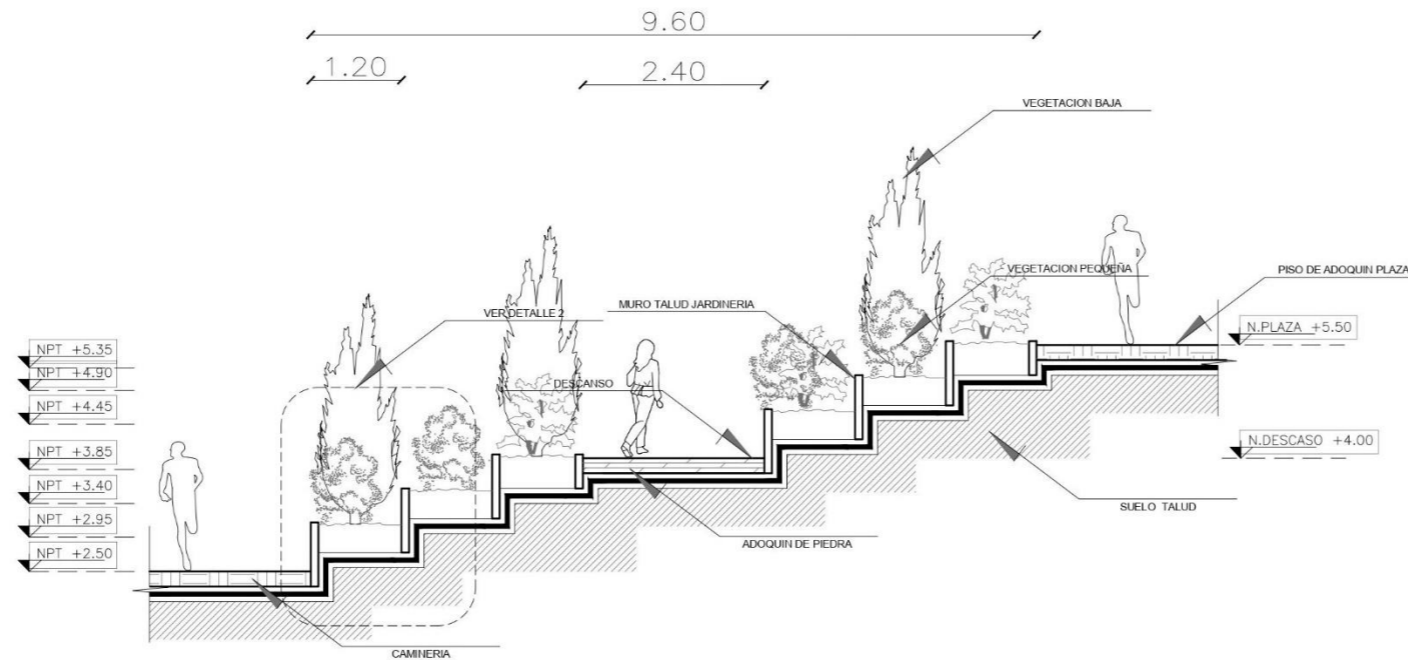 9.60
1.20
2.40
VEGETACION BAJA
VEGETACION PEQUEÑA
PISO DE ADOQUIN PLAZA
MURO TALUD JARDINERIA
VER DETALLE 2
N.PLAZA +5.50
NPT +5.35
NPT +4.90
DESCANSO
NPT +4.45
N.DESCASO +4.00
NPT +3.85
NPT +3.40
SUELO TALUD
NPT +2.95
ADOQUIN DE PIEDRA
NPT +2.50
CAMINERIA